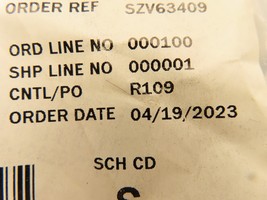 ORDER REF SZV63409
ORD LINE NO 000100
SHP LINE NO 000001
CNTL/PO R109
ORDER DATE 04/19/2023
SCH CD
S